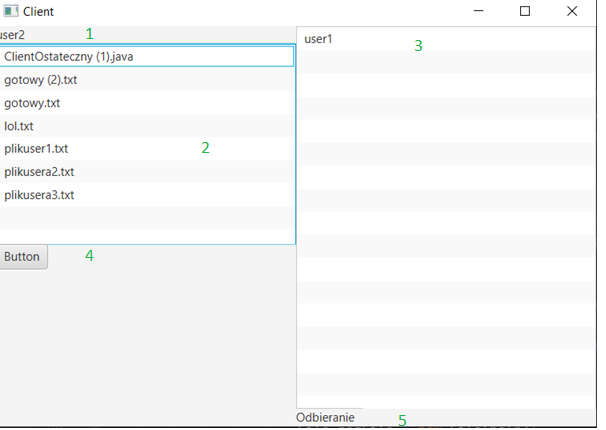 Client
user2 1
ClientOstateczny (1).java
gotowy (2).txt
gotowy.txt
lol.txt
plikuser1.txt 2
plikusera2.txt
plikusera3.txt
Button 4
user1 3
Odbieranie 5